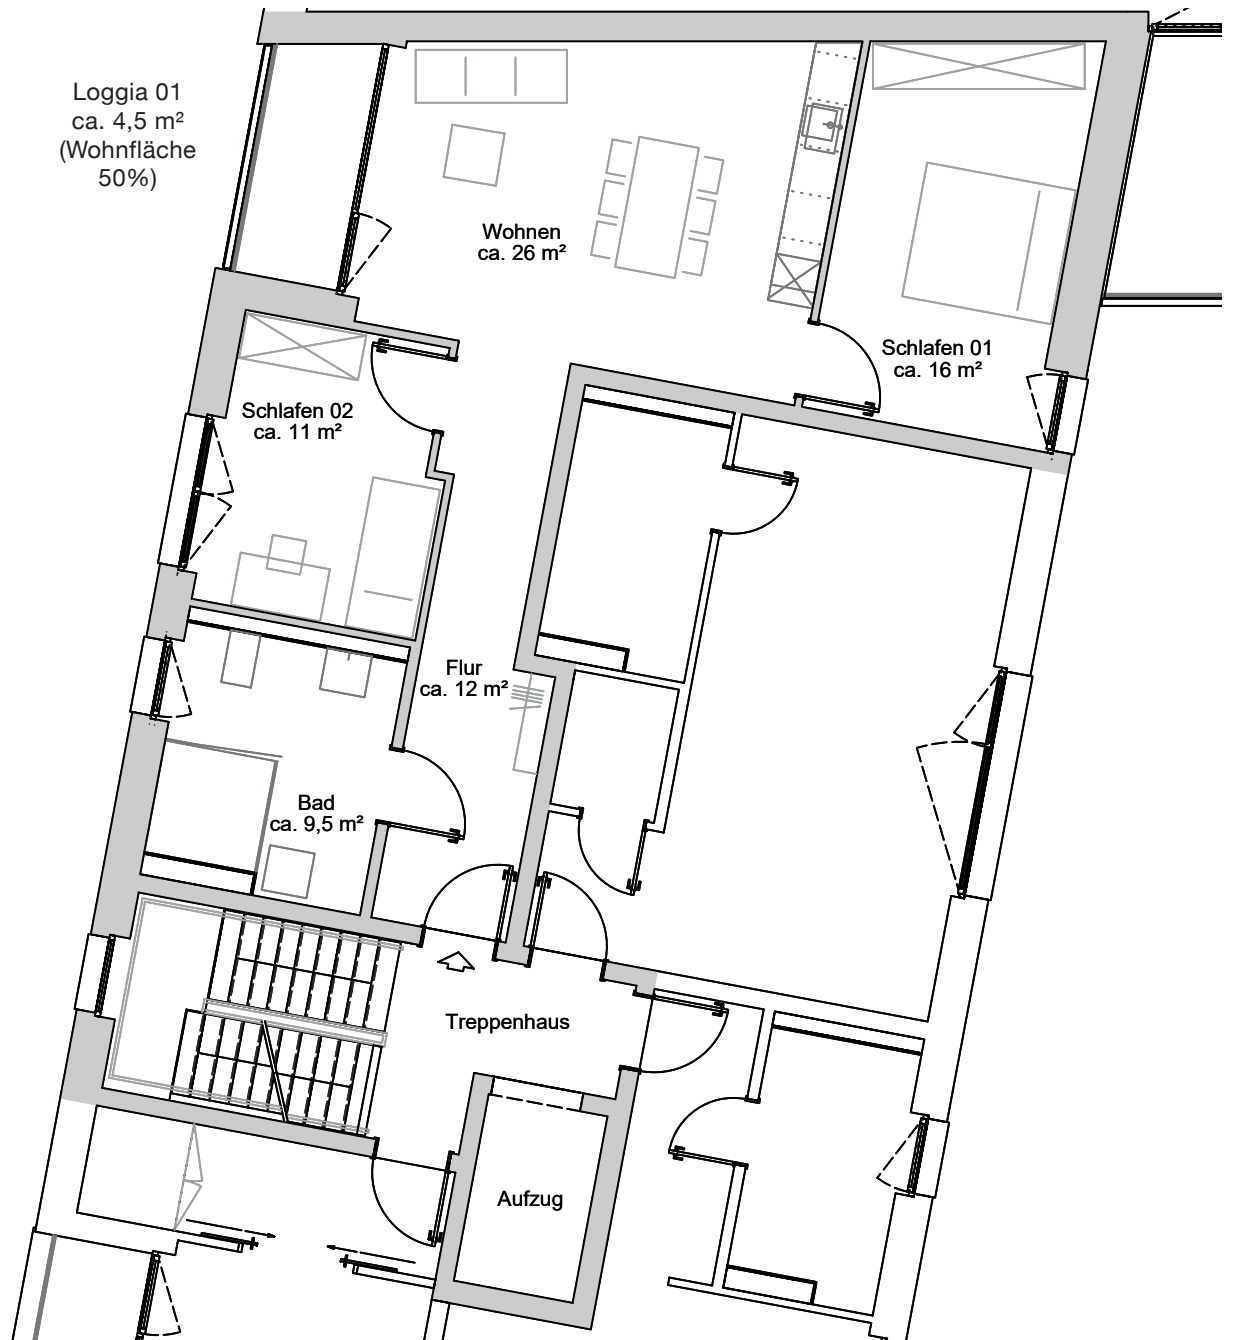 Loggia 01
ca. 4,5 m²
(Wohnfläche
50%)
Wohnen
ca. 26 m²
Schlafen 01
ca. 16 m²
Schlafen 02
ca. 11 m²
Flur
ca. 12 m²
Bad
ca. 9,5 m²
Treppenhaus
Aufzug